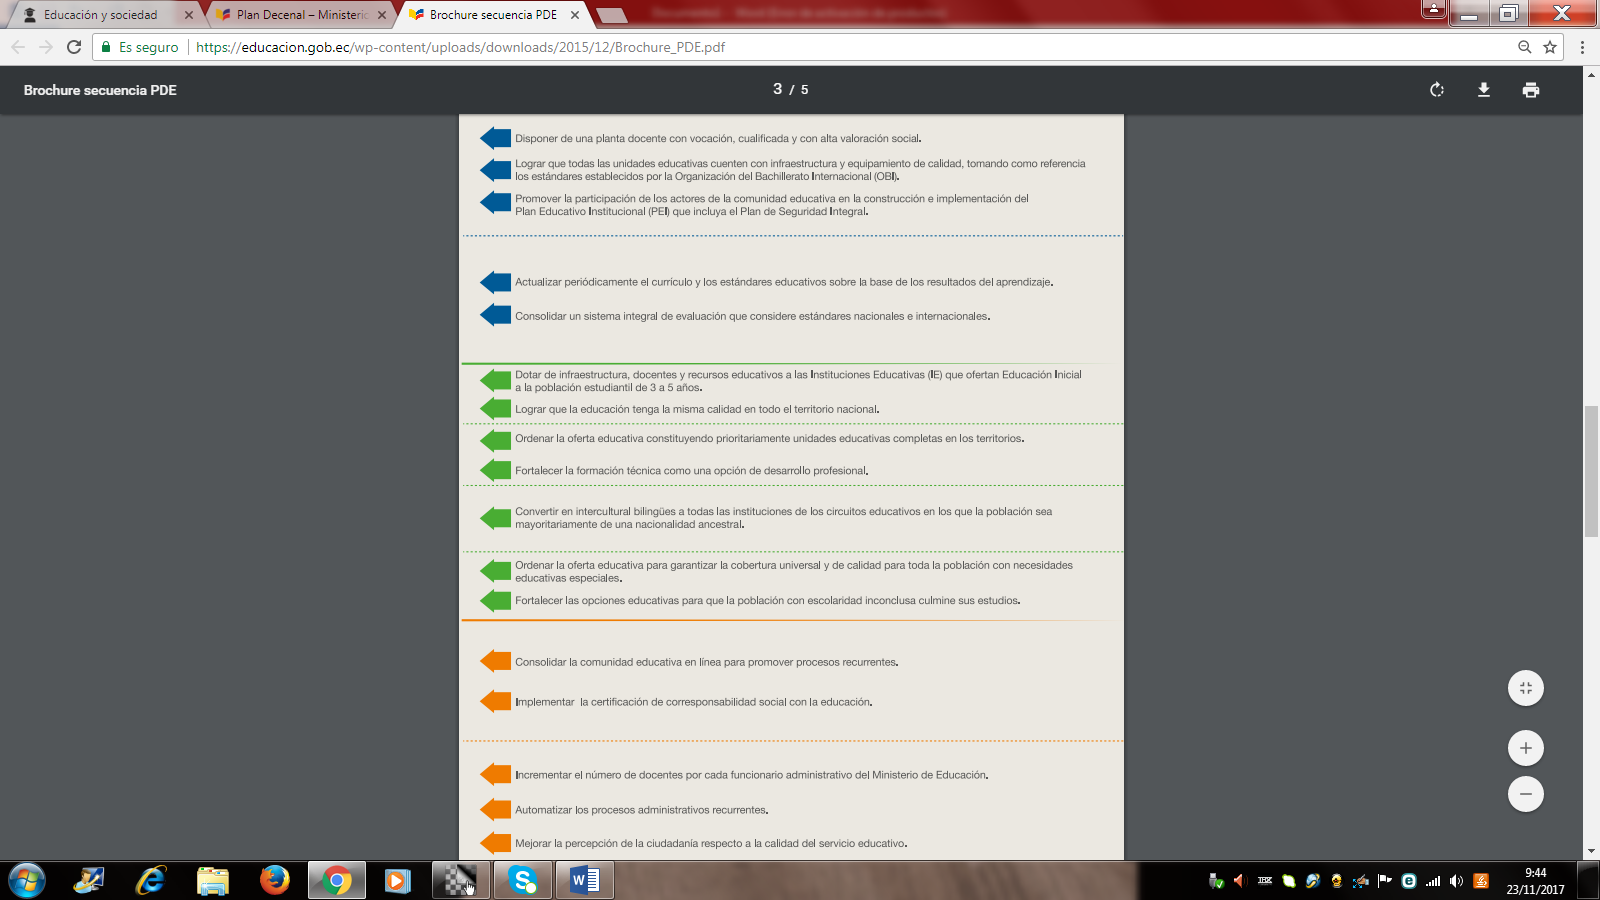 Educación y sociedad
Plan Decenal – Ministerio
Brochure secuencia PDE
Es seguro
https://educacion.gob.ec/wp-content/uploads/downloads/2015/12/Brochure_PDE.pdf
Brochure secuencia PDE
3 / 5
Disponer de una planta docente con vocación, cualificada y con alta valoración social.
Lograr que todas las unidades educativas cuenten con infraestructura y equipamiento de calidad, tomando como referencia
los estándares establecidos por la Organización del Bachillerato Internacional (OBI).
Promover la participación de los actores de la comunidad educativa en la construcción e implementación del
Plan Educativo Institucional (PEI) que incluya el Plan de Seguridad Integral.
Actualizar periódicamente el currículo y los estándares educativos sobre la base de los resultados del aprendizaje.
Consolidar un sistema integral de evaluación que considere estándares nacionales e internacionales.
Dotar de infraestructura, docentes y recursos educativos a las Instituciones Educativas (IE) que ofertan Educación Inicial
a la población estudiantil de 3 a 5 años.
Lograr que la educación tenga la misma calidad en todo el territorio nacional.
Ordenar la oferta educativa constituyendo prioritariamente unidades educativas completas en los territorios.
Fortalecer la formación técnica como una opción de desarrollo profesional.
Convertir en intercultural bilingües a todas las instituciones de los circuitos educativos en los que la población sea
mayoritariamente de una nacionalidad ancestral.
Ordenar la oferta educativa para garantizar la cobertura universal y de calidad para toda la población con necesidades
educativas especiales.
Fortalecer las opciones educativas para que la población con escolaridad inconclusa culmine sus estudios.
Consolidar la comunidad educativa en línea para promover procesos recurrentes.
Implementar la certificación de corresponsabilidad social con la educación.
Incrementar el número de docentes por cada funcionario administrativo del Ministerio de Educación.
Automatizar los procesos administrativos recurrentes.
Mejorar la percepción de la ciudadanía respecto a la calidad del servicio educativo.
9:44
23/11/2017